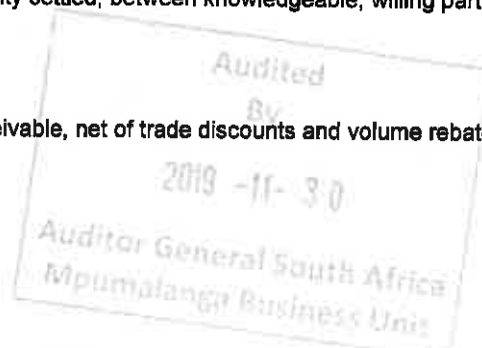 ty settled, between knowledgeable, willing part
Audited
By
eivable, net of trade discounts and volume rebat
2019 -11- 30
Auditor General South Africa
Mpumalanga Business Unit